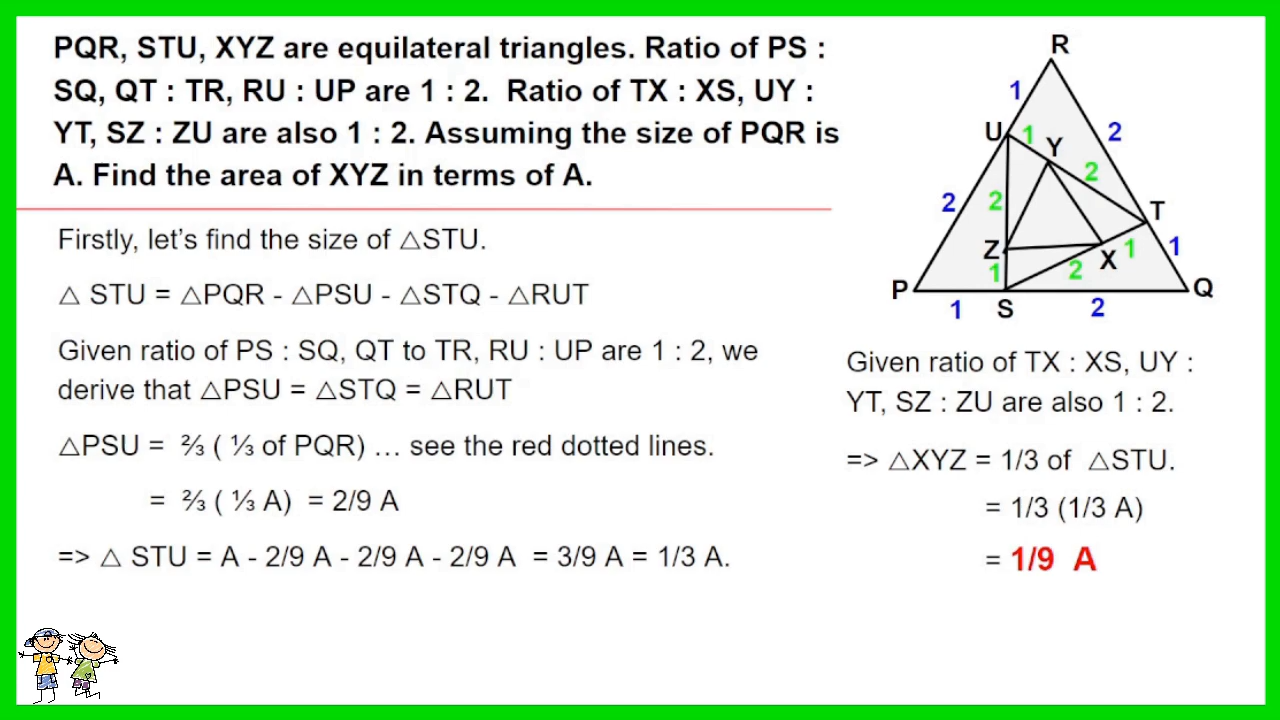 PQR, STU, XYZ are equilateral triangles. Ratio of PS :
SQ, QT : TR, RU : UP are 1 : 2. Ratio of TX : XS, UY :
YT, SZ : ZU are also 1 : 2. Assuming the size of PQR is
A. Find the area of XYZ in terms of A.
Firstly, let's find the size of △STU.
△ STU = △PQR - △PSU - △STQ - △RUT
Given ratio of PS : SQ, QT to TR, RU : UP are 1 : 2, we
derive that △PSU = △STQ = △RUT
△PSU = ⅔ ( ⅓ of PQR) … see the red dotted lines.
= ⅔ ( ⅓ A) = 2/9 A
=> △ STU = A - 2/9 A - 2/9 A - 2/9 A = 3/9 A = 1/3 A.
R
1
U 1 Y 2
2
2 2
T
Z 1 X 1 1
2
P Q
1 S 2
Given ratio of TX : XS, UY :
YT, SZ : ZU are also 1 : 2.
=> △XYZ = 1/3 of △STU.
= 1/3 (1/3 A)
= 1/9 A